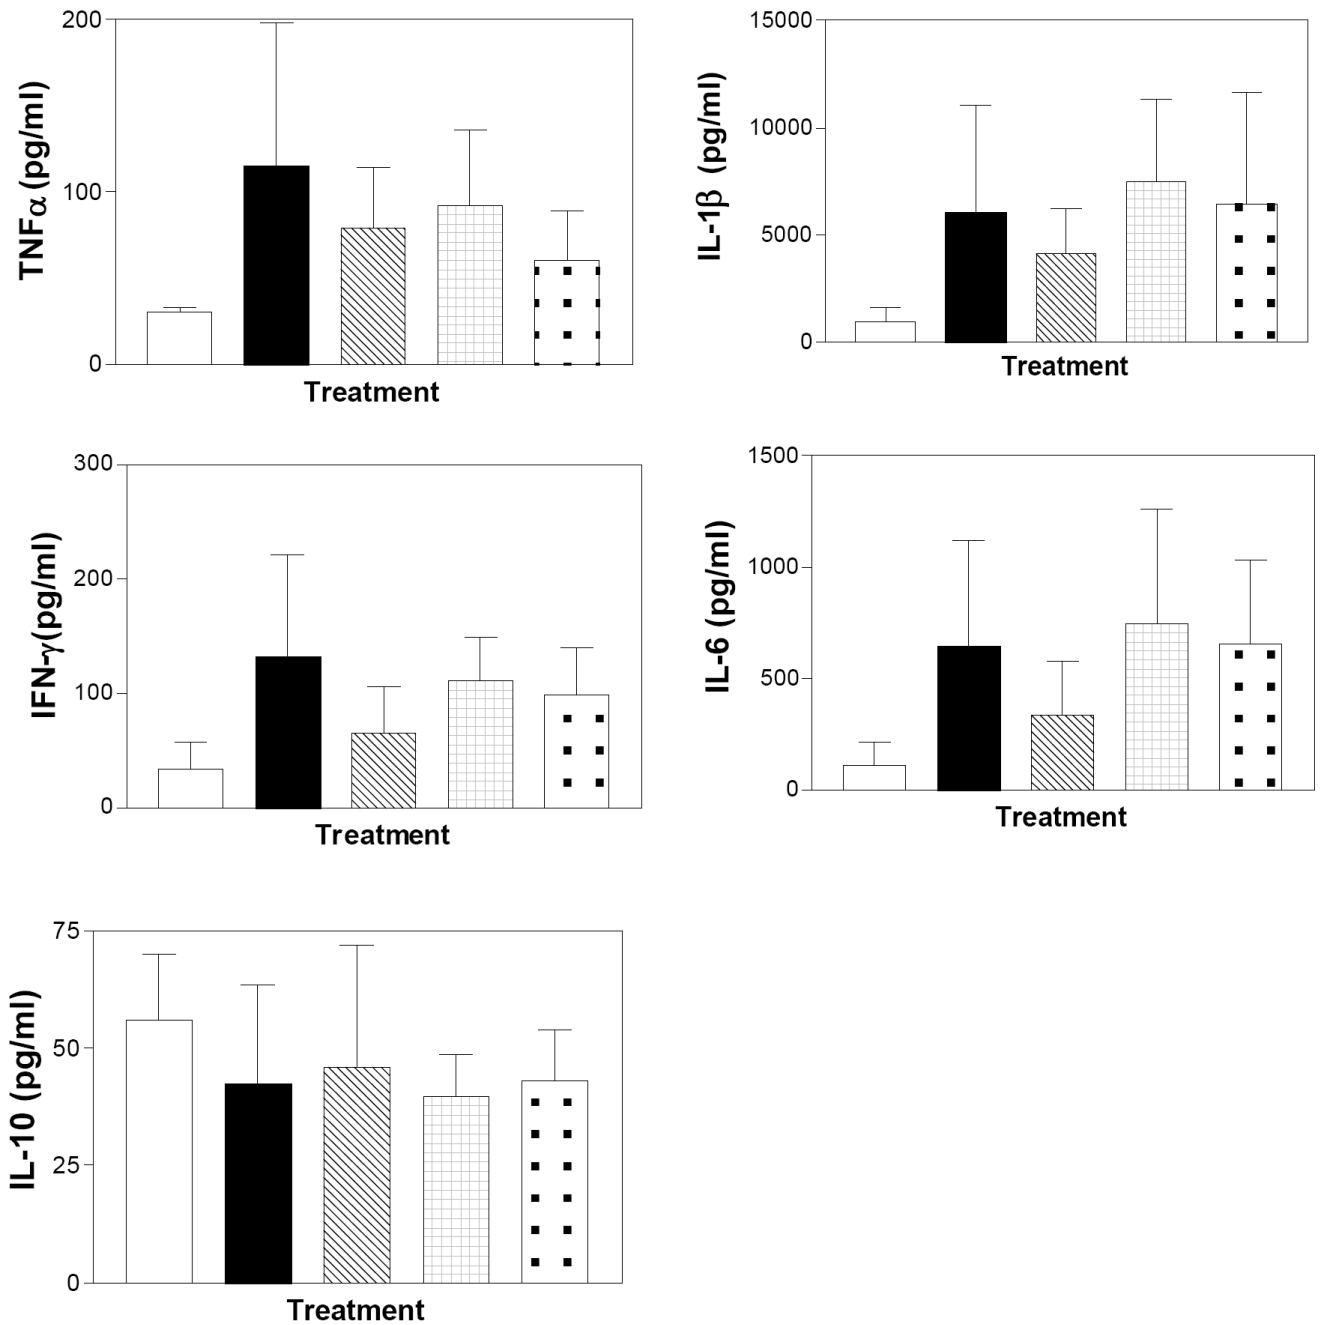 TNFα (pg/ml)
200
100
0
Treatment
IL-1β (pg/ml)
15000
10000
5000
0
Treatment
IFN-γ(pg/ml)
300
200
100
0
Treatment
IL-6 (pg/ml)
1500
1000
500
0
Treatment
IL-10 (pg/ml)
75
50
25
0
Treatment